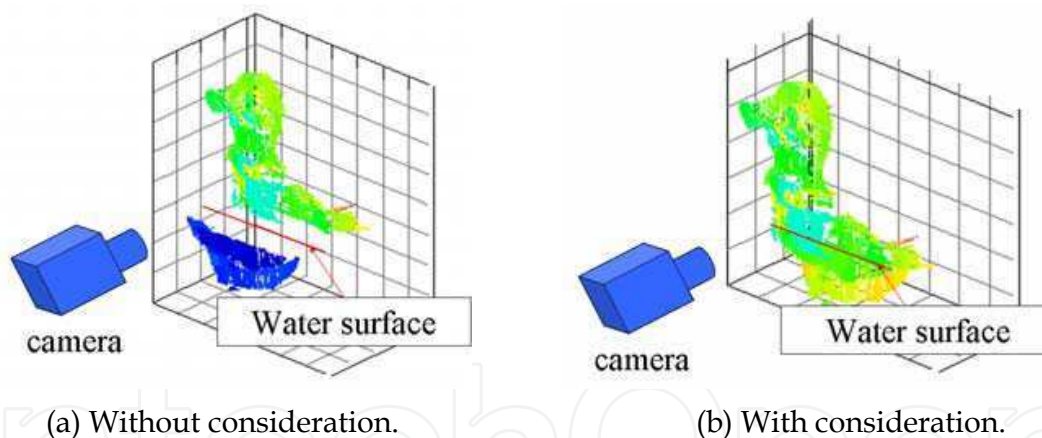 Water surface
camera
Water surface
camera
(a) Without consideration.
(b) With consideration.